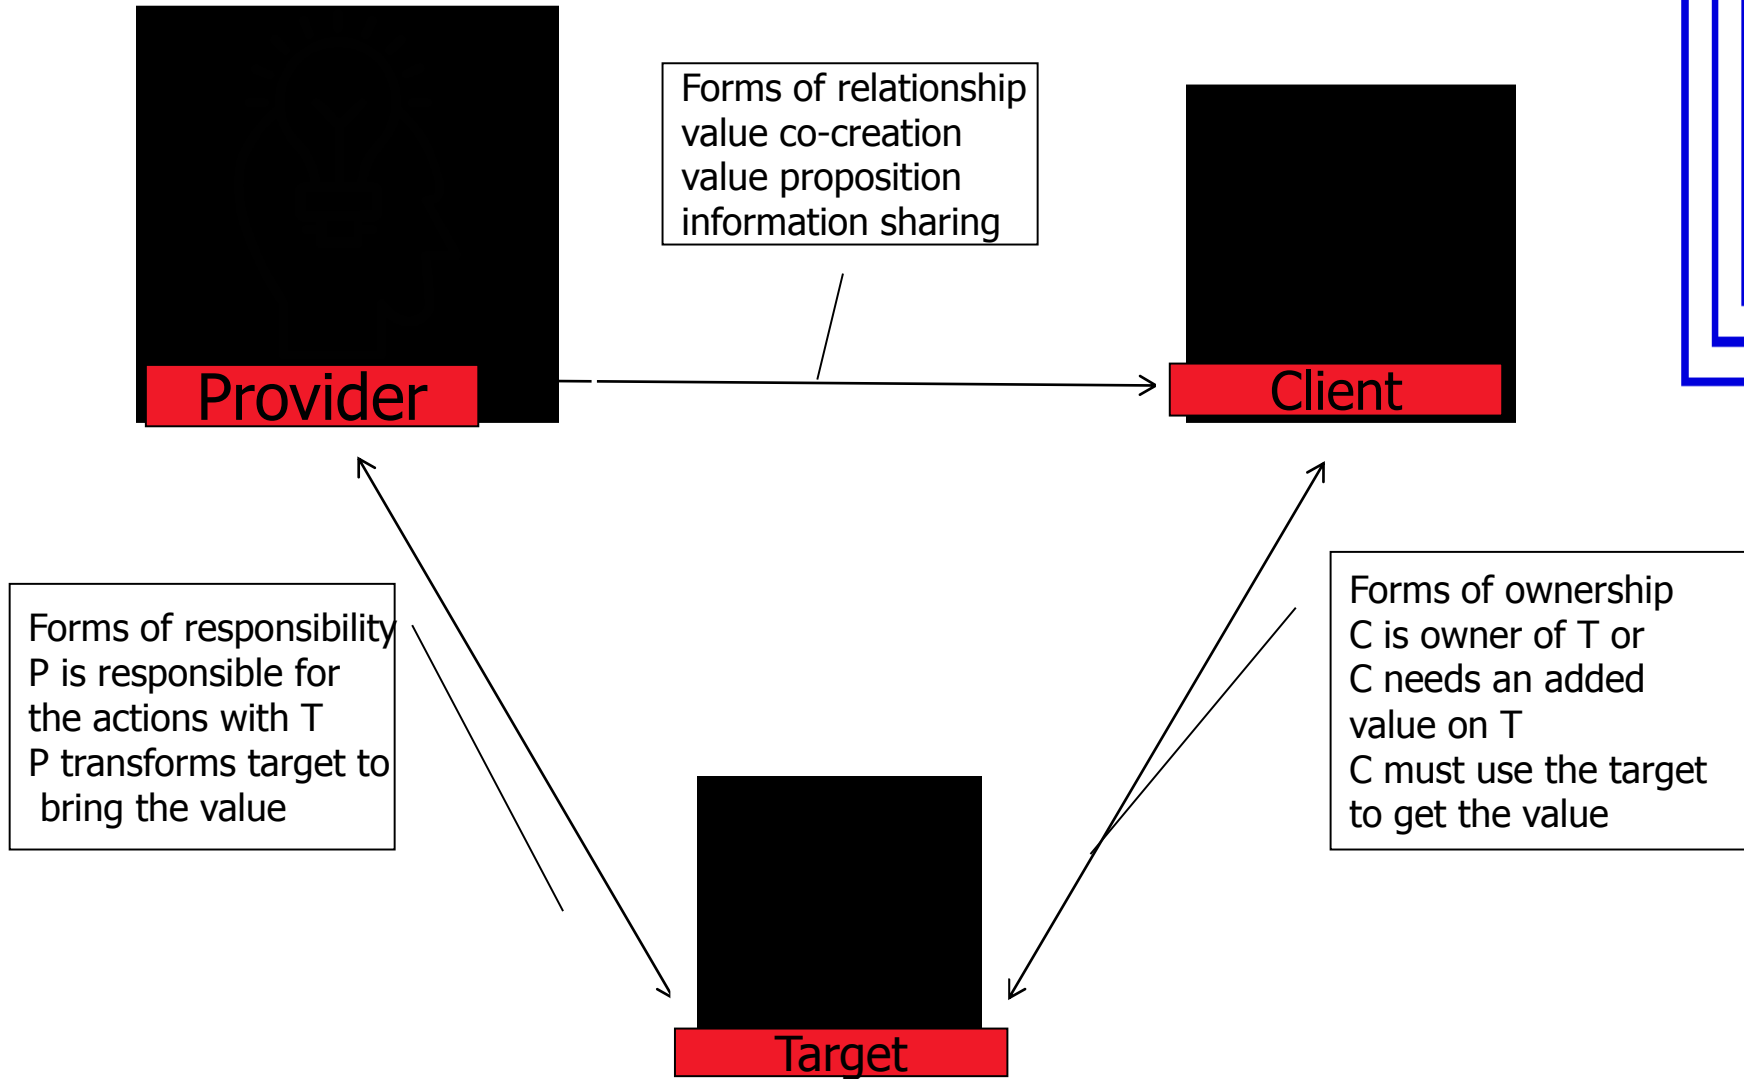 Forms of relationship
value co-creation
value proposition
information sharing
Provider
Client
Forms of responsibility
P is responsible for
the actions with T
P transforms target to
bring the value
Forms of ownership
C is owner of T or
C needs an added
value on T
C must use the target
to get the value
Target